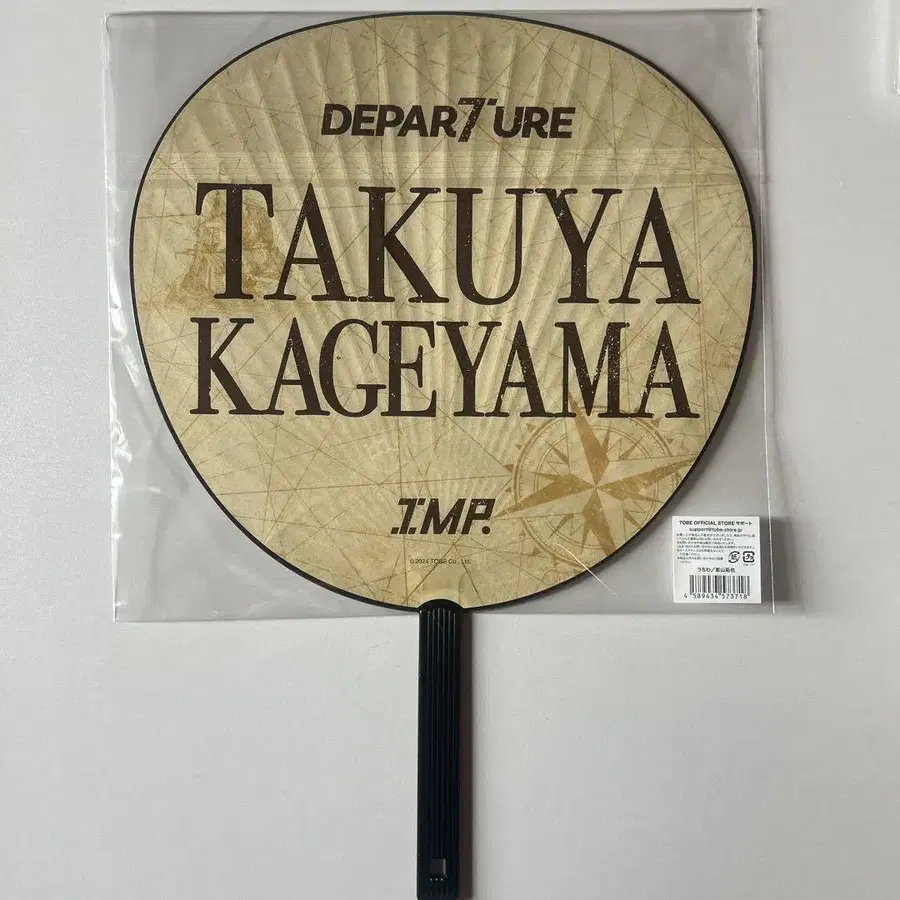 DEPAR7URE
TAKUYA
KAGEYAMA
IMP.
©2024 TOBE Co., Ltd.
TOBE OFFICIAL STORE サポート
support@tobe-store.jp
うちわ／影山拓也
4 589434 573718